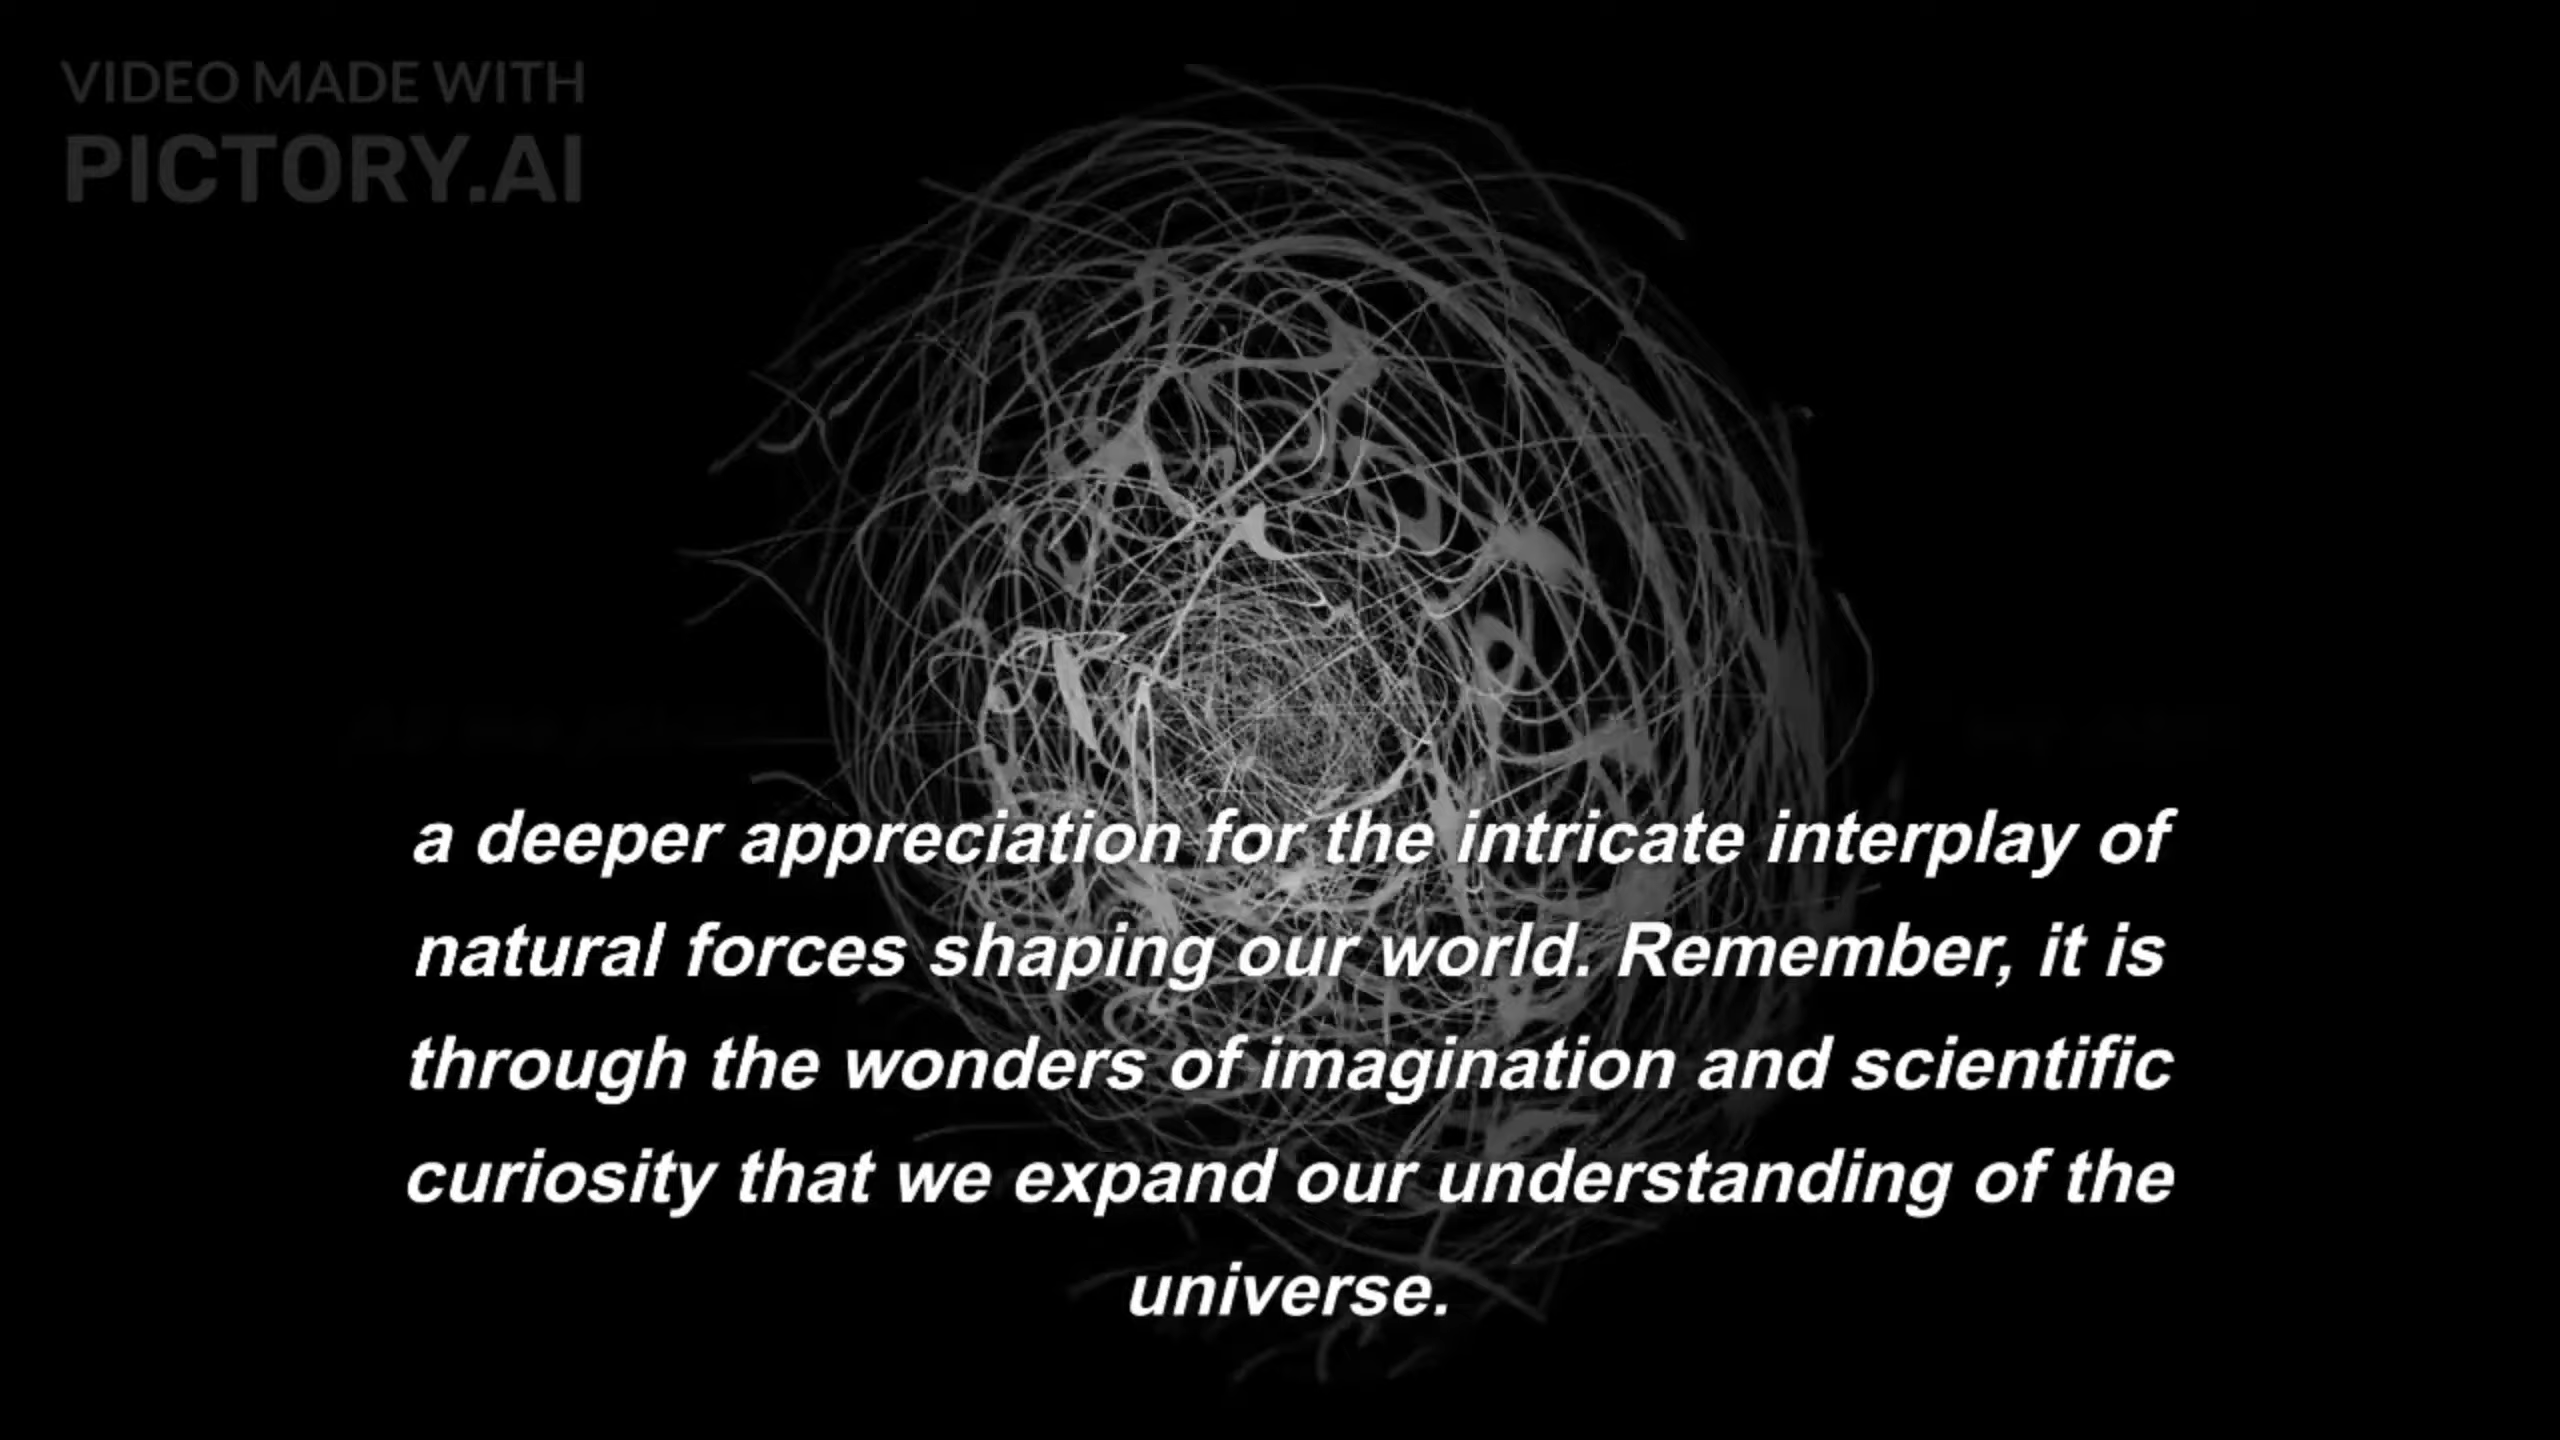 VIDEO MADE WITH
PICTORY.AI
a deeper appreciation for the intricate interplay of
natural forces shaping our world. Remember, it is
through the wonders of imagination and scientific
curiosity that we expand our understanding of the
universe.